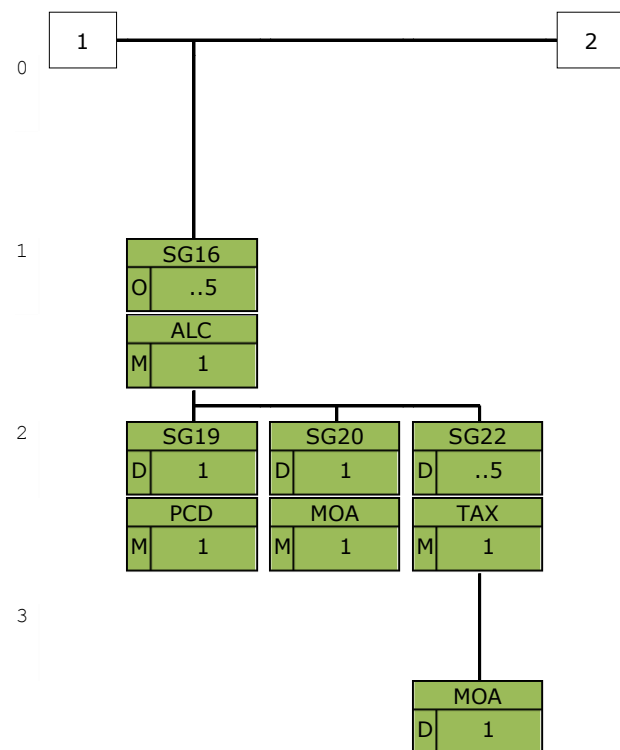 1 2
0
1
SG16
O ..5
ALC
M 1
2
SG19 SG20 SG22
D 1 D 1 D ..5
PCD MOA TAX
M 1 M 1 M 1
3
MOA
D 1